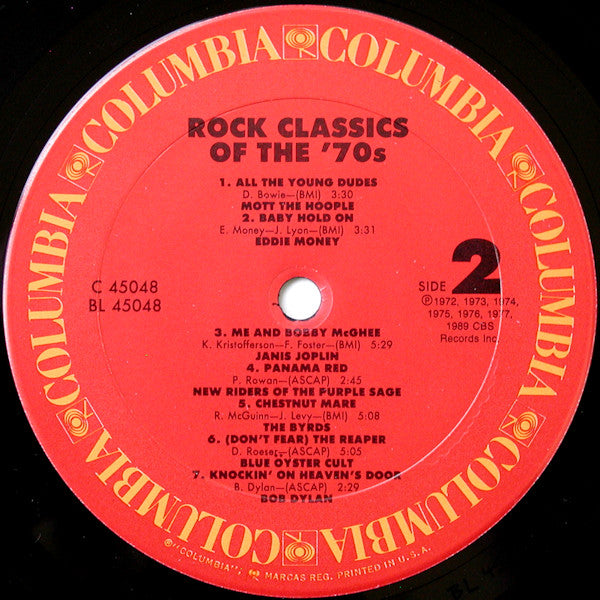 COLUMBIA COLUMBIA COLUMBIA COLUMBIA COLUMBIA COLUMBIA
ROCK CLASSICS
OF THE '70s
1. ALL THE YOUNG DUDES
D. Bowie—(BMI) 3:30
MOTT THE HOOPLE
2. BABY HOLD ON
E. Money—J. Lyon—(BMI) 3:31
EDDIE MONEY
C 45048
BL 45048
SIDE 2
℗1972, 1973, 1974,
1975, 1976, 1977,
1989 CBS
Records Inc.
3. ME AND BOBBY McGHEE
K. Kristofferson—F. Foster—(BMI) 5:29
JANIS JOPLIN
4. PANAMA RED
P. Rowan—(ASCAP) 2:45
NEW RIDERS OF THE PURPLE SAGE
5. CHESTNUT MARE
R. McGuinn—J. Levy—(BMI) 5:08
THE BYRDS
6. (DON'T FEAR) THE REAPER
D. Roeser—(ASCAP) 5:05
BLUE OYSTER CULT
7. KNOCKIN' ON HEAVEN'S DOOR
B. Dylan—(ASCAP) 2:29
BOB DYLAN
®"COLUMBIA", MARCAS REG. PRINTED IN U.S.A.